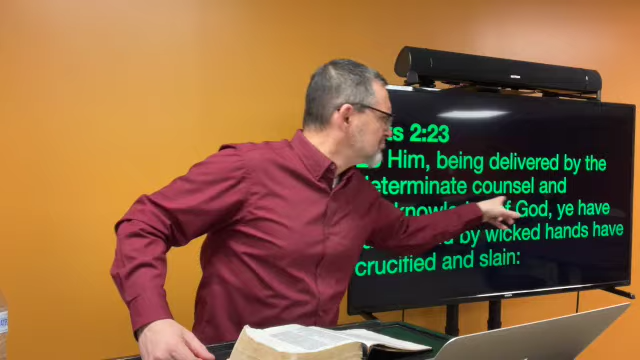 s 2:23
Him, being delivered by the
determinate counsel and
God, ye have
by wicked hands have
crucified and slain: